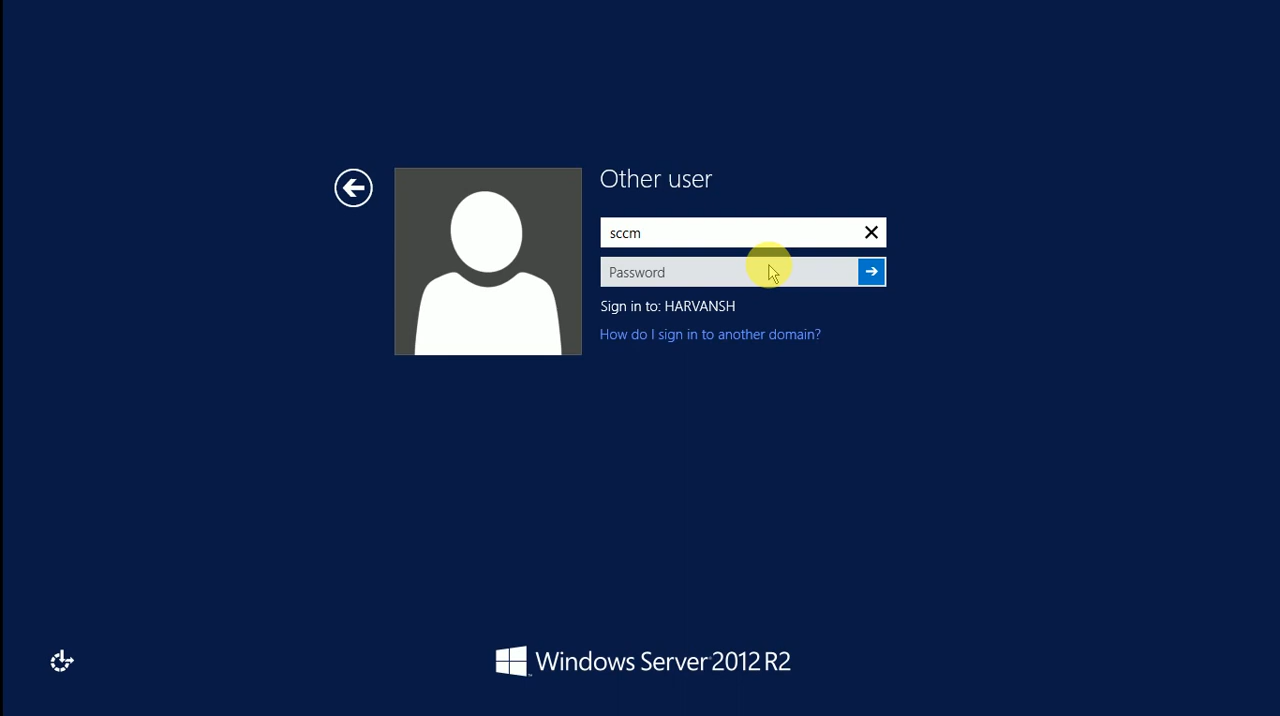 Other user
sccm
Password
Sign in to: HARVANSH
How do I sign in to another domain?
Windows Server 2012 R2